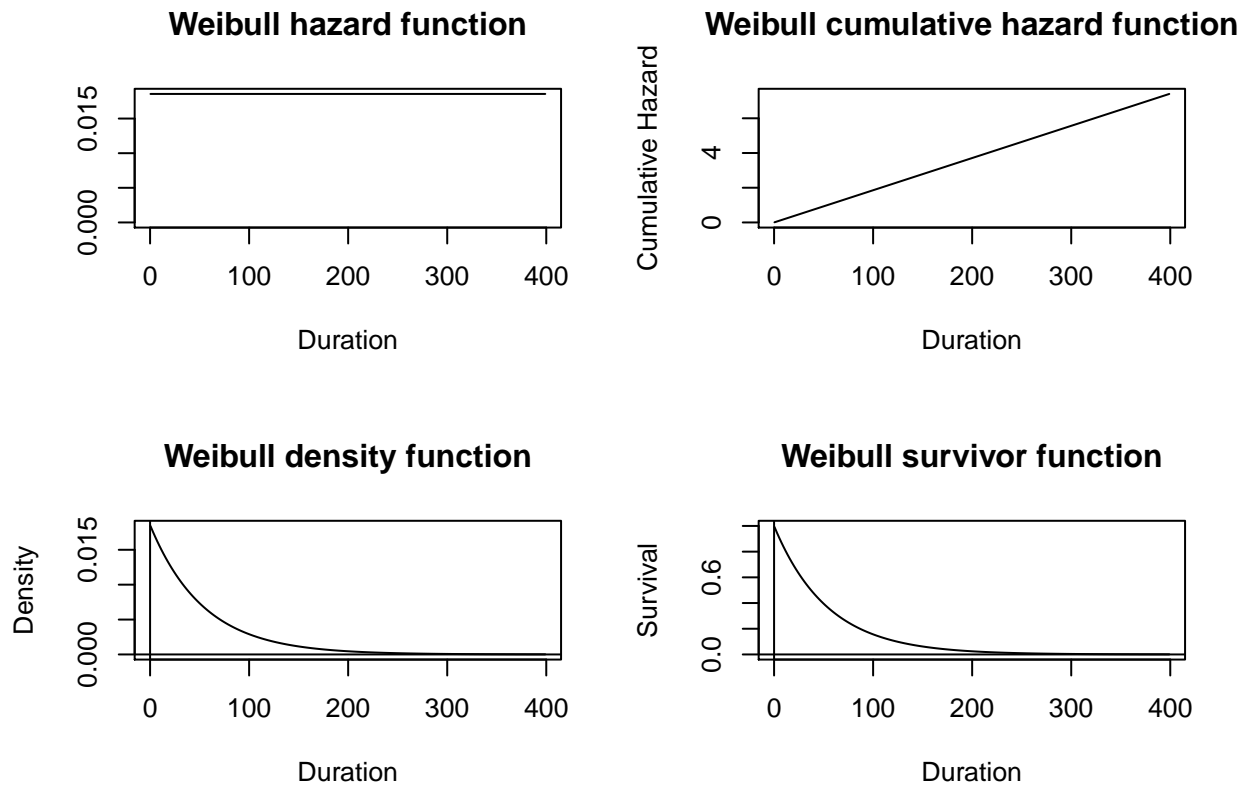 Weibull hazard function
0.015
0.000
0 100 200 300 400
Duration
Weibull cumulative hazard function
Cumulative Hazard
4
0
0 100 200 300 400
Duration
Weibull density function
Density
0.015
0.000
0 100 200 300 400
Duration
Weibull survivor function
Survival
0.6
0.0
0 100 200 300 400
Duration